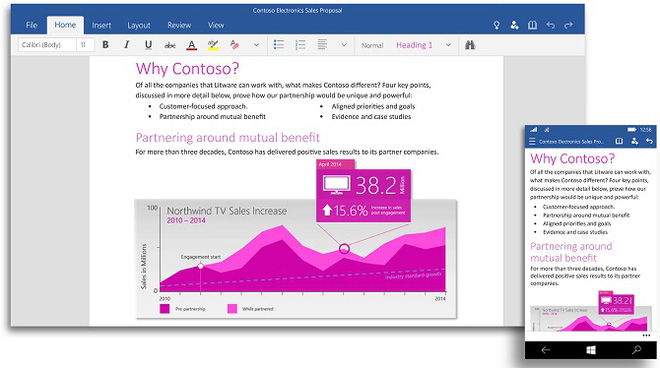 Contoso Electronics Sales Proposal
File Home Insert Layout Review View
Calibri (Body) 11 B I U abc A ab Normal Heading 1
Why Contoso?
Of all the companies that Litware can work with, what makes Contoso different? Four key points,
discussed in more detail below, prove how our partnership would be unique and powerful:
• Customer-focused approach. • Aligned priorities and goals
• Partnership around mutual benefit • Evidence and case studies
Partnering around mutual benefit
For more than three decades, Contoso has delivered positive sales results to its partner companies.
April 2014
38.2 Million
15.6% Increase in sales
post engagement
Northwind TV Sales Increase
2010 – 2014
Sales in Millions
100
0
Engagement start
Industry standard growth
2010 2014
Pre partnership While partnered
12:56
Contoso Electronics Sales Pro...
Why Contoso?
Of all the companies that Litware can work with,
what makes Contoso different? Four key points,
discussed in more detail below, prove how our
partnership would be unique and powerful:
• Customer-focused approach.
• Partnership around mutual benefit
• Aligned priorities and goals
• Evidence and case studies
Partnering around
mutual benefit
For more than three decades, Contoso has
delivered positive sales results to its partner
companies.
38.2
15.6%
Northwind TV Sales Increase